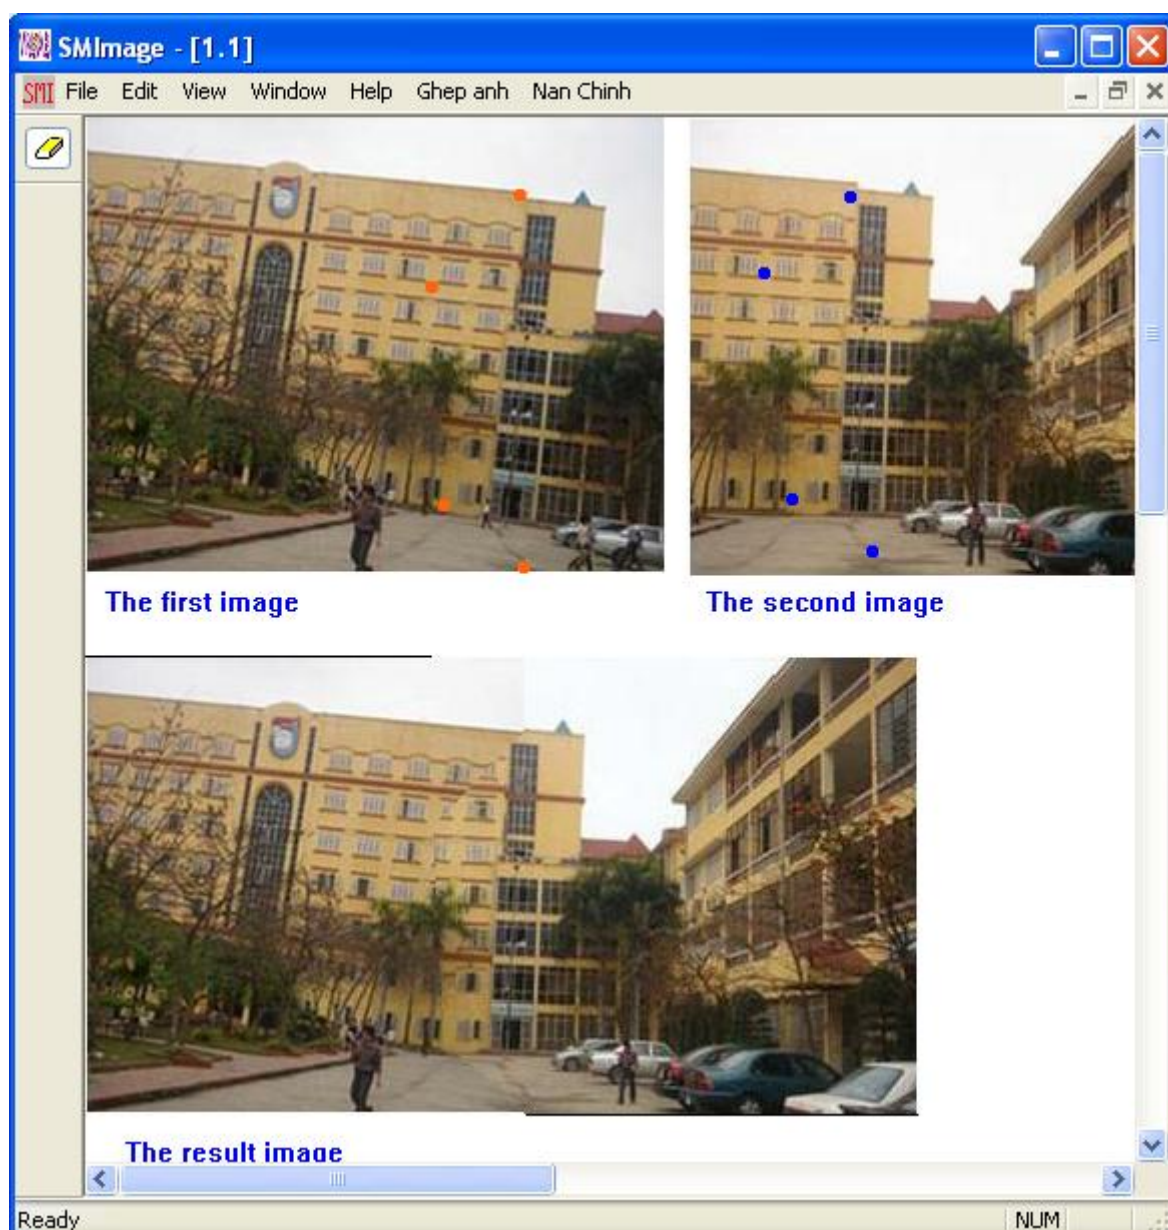 SMImage - [1.1]
SMI File Edit View Window Help Ghep anh Nan Chinh
The first image
The second image
The result image
Ready NUM